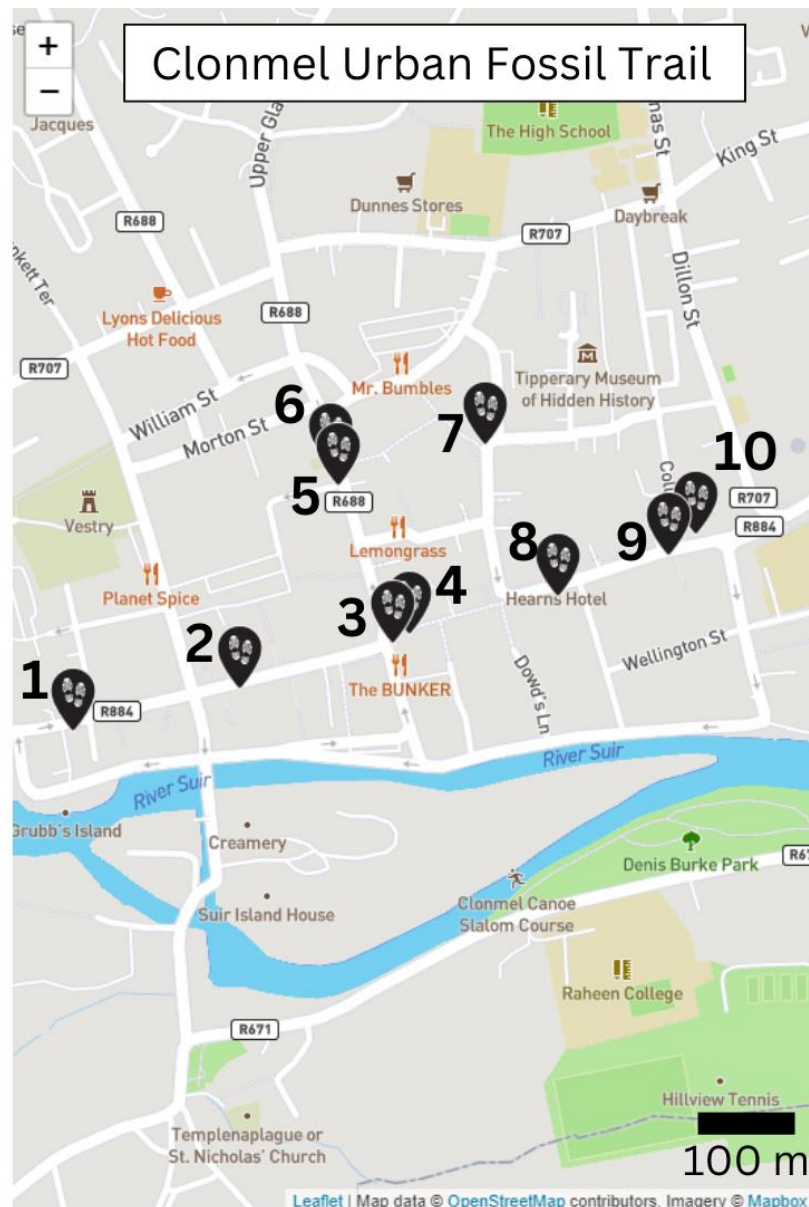 +
−
Clonmel Urban Fossil Trail
Jacques
Upper Gla
The High School
mas St
King St
Dunnes Stores
Daybreak
R688
R707
nkett Ter
Dillon St
Lyons Delicious
Hot Food
R688
R707
Mr. Bumbles
Tipperary Museum
of Hidden History
William St
Morton St
6
7
10
5
R688
R707
Vestry
Lemongrass
R884
8
9
Planet Spice
Hearns Hotel
3
4
2
1
The BUNKER
Wellington St
Dowd's Ln
R884
River Suir
River Suir
Grubb's Island
Creamery
Denis Burke Park
R67
Suir Island House
Clonmel Canoe
Slalom Course
Raheen College
R671
Hillview Tennis
Templenaplague or
St. Nicholas' Church
100 m
Leaflet | Map data © OpenStreetMap contributors, Imagery © Mapbox